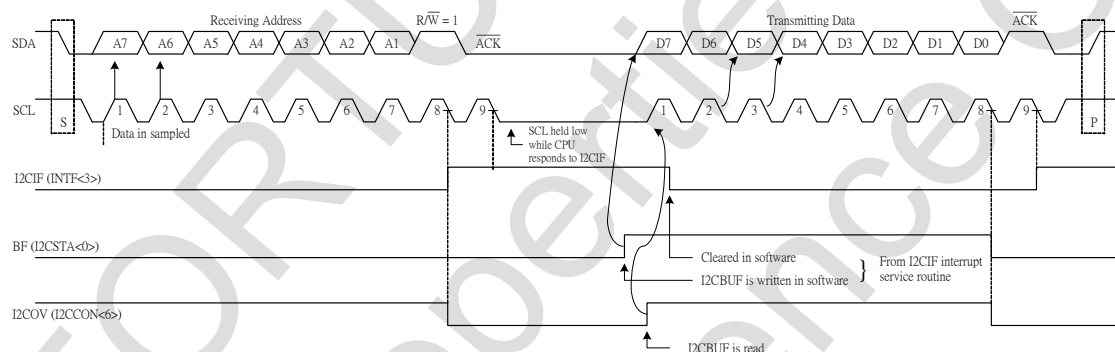 Receiving Address R/W = 1 Transmitting Data ACK
SDA A7 A6 A5 A4 A3 A2 A1 ACK D7 D6 D5 D4 D3 D2 D1 D0
SCL 1 2 3 4 5 6 7 8 9 1 2 3 4 5 6 7 8 9
S P
Data in sampled
SCL held low
while CPU
responds to I2CIF
I2CIF (INTF<3>)
BF (I2CSTA<0>)
Cleared in software
I2CBUF is written in software
} From I2CIF interrupt
service routine
I2COV (I2CCON<6>)
I2CBUF is read